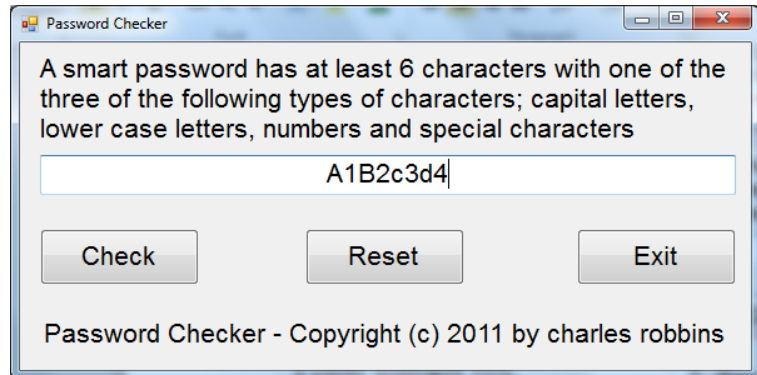 Password Checker
A smart password has at least 6 characters with one of the
three of the following types of characters; capital letters,
lower case letters, numbers and special characters
A1B2c3d4
Check Reset Exit
Password Checker - Copyright (c) 2011 by charles robbins